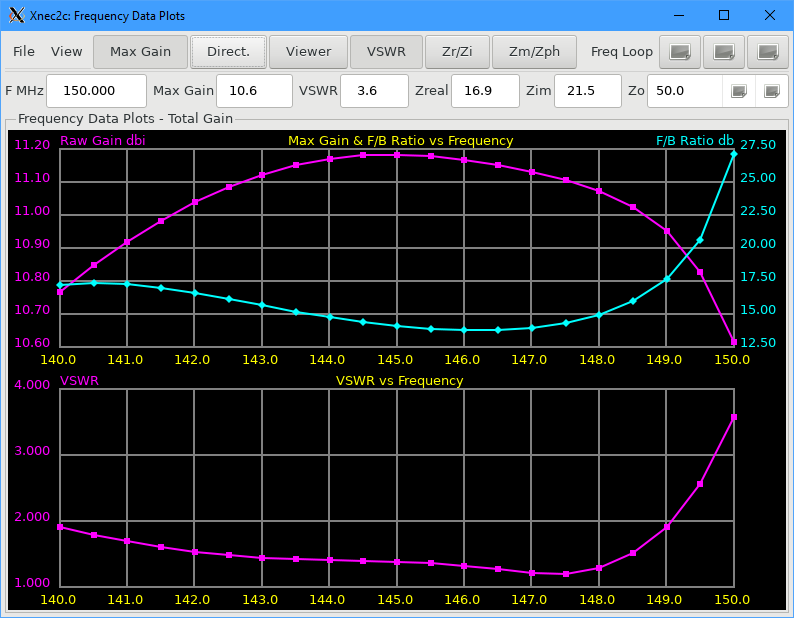 Xnec2c: Frequency Data Plots
File View Max Gain Direct. Viewer VSWR Zr/Zi Zm/Zph Freq Loop
F MHz 150.000 Max Gain 10.6 VSWR 3.6 Zreal 16.9 Zim 21.5 Zo 50.0
Frequency Data Plots - Total Gain
Raw Gain dbi Max Gain & F/B Ratio vs Frequency F/B Ratio db
11.20 27.50
11.10 25.00
11.00 22.50
10.90 20.00
10.80 17.50
10.70 15.00
10.60 12.50
140.0 141.0 142.0 143.0 144.0 145.0 146.0 147.0 148.0 149.0 150.0
VSWR VSWR vs Frequency
4.000
3.000
2.000
1.000
140.0 141.0 142.0 143.0 144.0 145.0 146.0 147.0 148.0 149.0 150.0